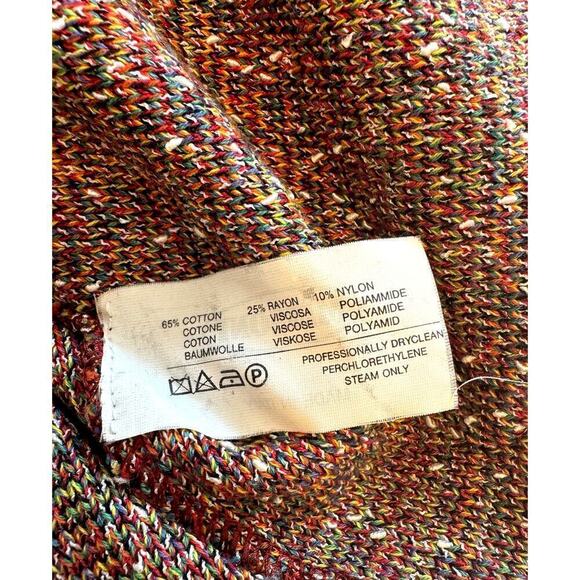 65% COTTON 25% RAYON 10% NYLON
COTONE VISCOSA POLIAMMIDE
COTON VISCOSE POLYAMIDE
BAUMWOLLE VISKOSE POLYAMID
P
PROFESSIONALLY DRYCLEAN
PERCHLORETHYLENE
STEAM ONLY